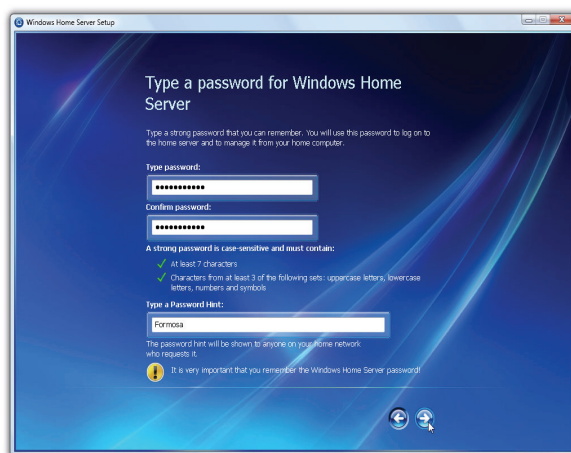 Windows Home Server Setup
Type a password for Windows Home
Server
Type a strong password that you can remember. You will use this password to log on to
the home server and to manage it from your home computer.
Type password:
●●●●●●●●●●●
Confirm password:
●●●●●●●●●●●
A strong password is case-sensitive and must contain:
At least 7 characters
Characters from at least 3 of the following sets: uppercase letters, lowercase
letters, numbers and symbols
Type a Password Hint:
Formosa
The password hint will be shown to anyone on your home network
who requests it.
It is very important that you remember the Windows Home Server password!